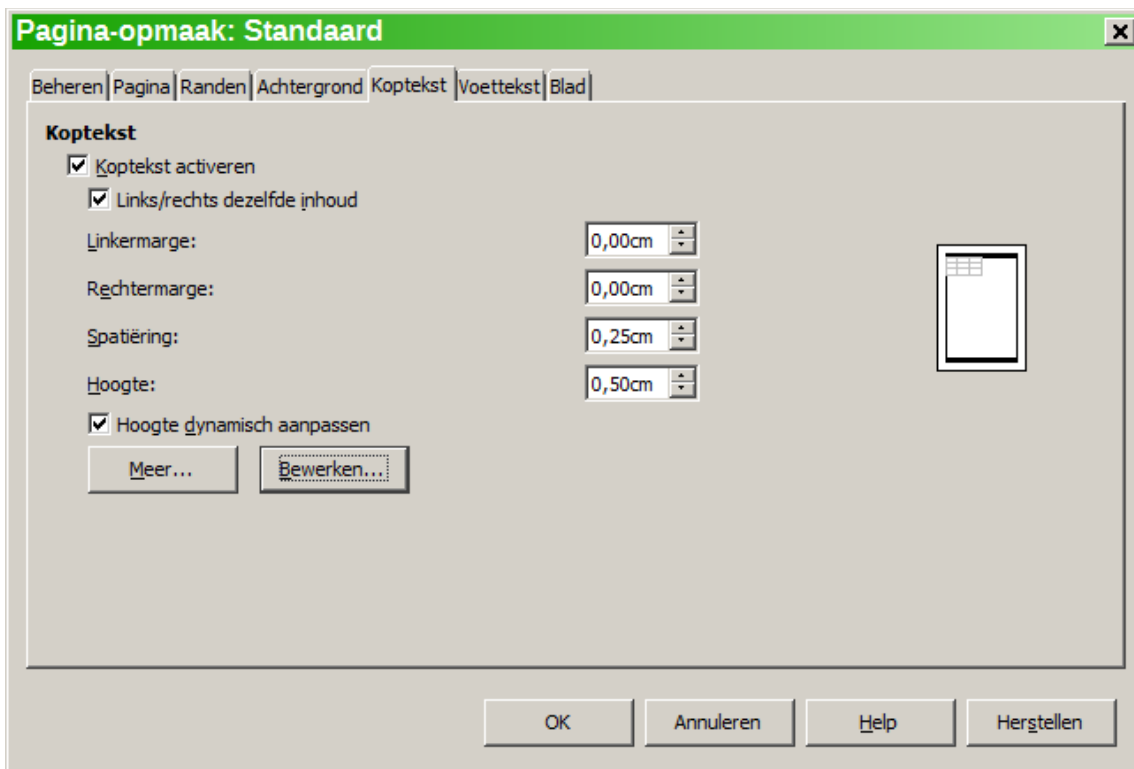 Pagina-opmaak: Standaard
Beheren Pagina Randen Achtergrond Koptekst Voettekst Blad
Koptekst
Koptekst activeren
Links/rechts dezelfde inhoud
Linkermarge: 0,00cm
Rechtermarge: 0,00cm
Spatiëring: 0,25cm
Hoogte: 0,50cm
Hoogte dynamisch aanpassen
Meer... Bewerken...
OK Annuleren Help Herstellen